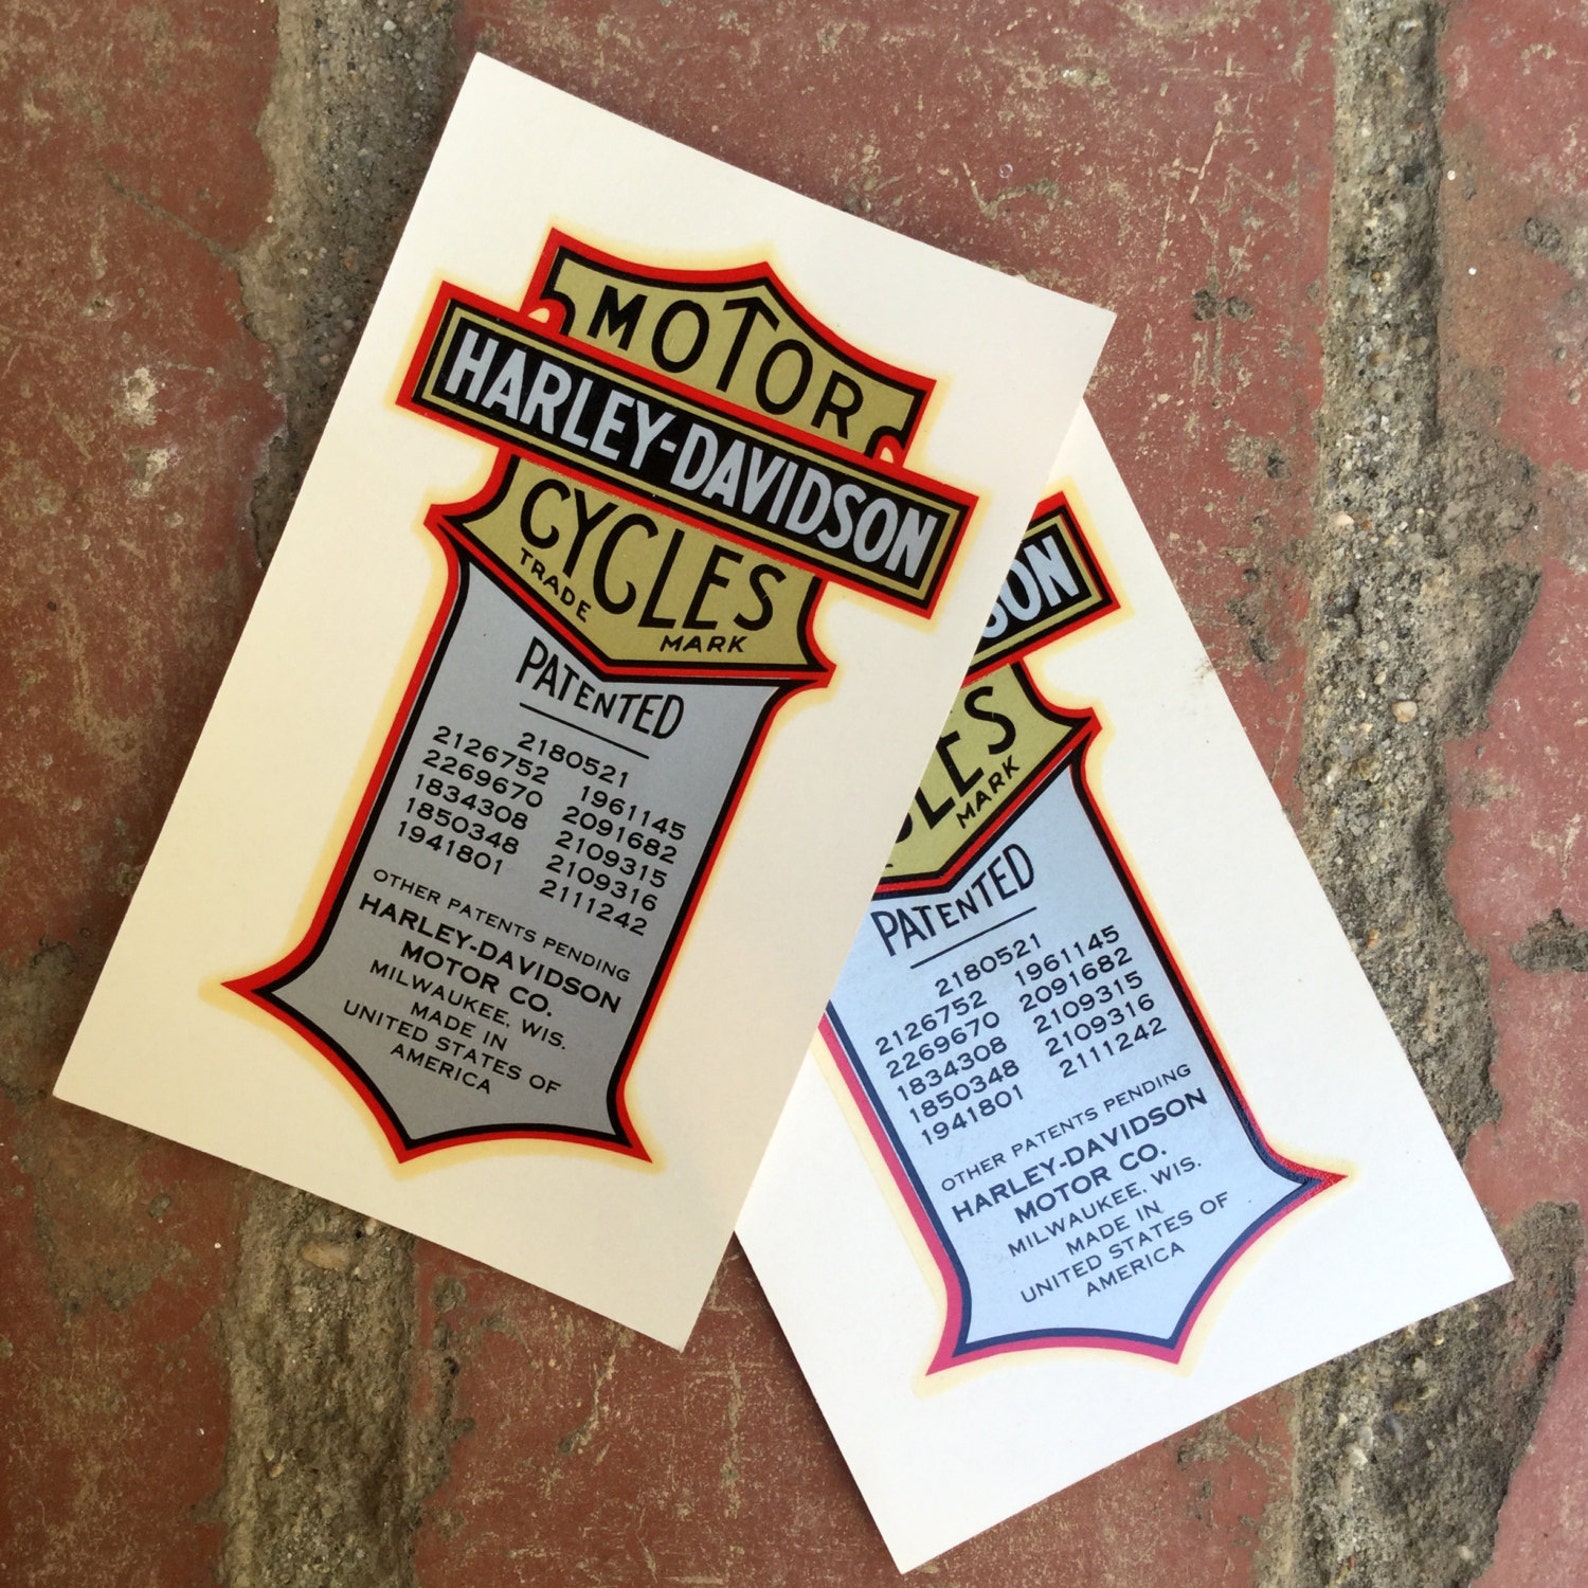 MOTOR
HARLEY-DAVIDSON
CYCLES
TRADE MARK
PATENTED
2180521
2126752 1961145
2269670 2091682
1834308 2109315
1850348 2109316
1941801 2111242
OTHER PATENTS PENDING
HARLEY-DAVIDSON
MOTOR CO.
MILWAUKEE, WIS.
MADE IN
UNITED STATES OF
AMERICA
SON
CLES
MARK
PATENTED
2180521
2126752 1961145
2269670 2091682
1834308 2109315
1850348 2109316
1941801 2111242
OTHER PATENTS PENDING
HARLEY-DAVIDSON
MOTOR CO.
MILWAUKEE, WIS.
MADE IN
UNITED STATES OF
AMERICA